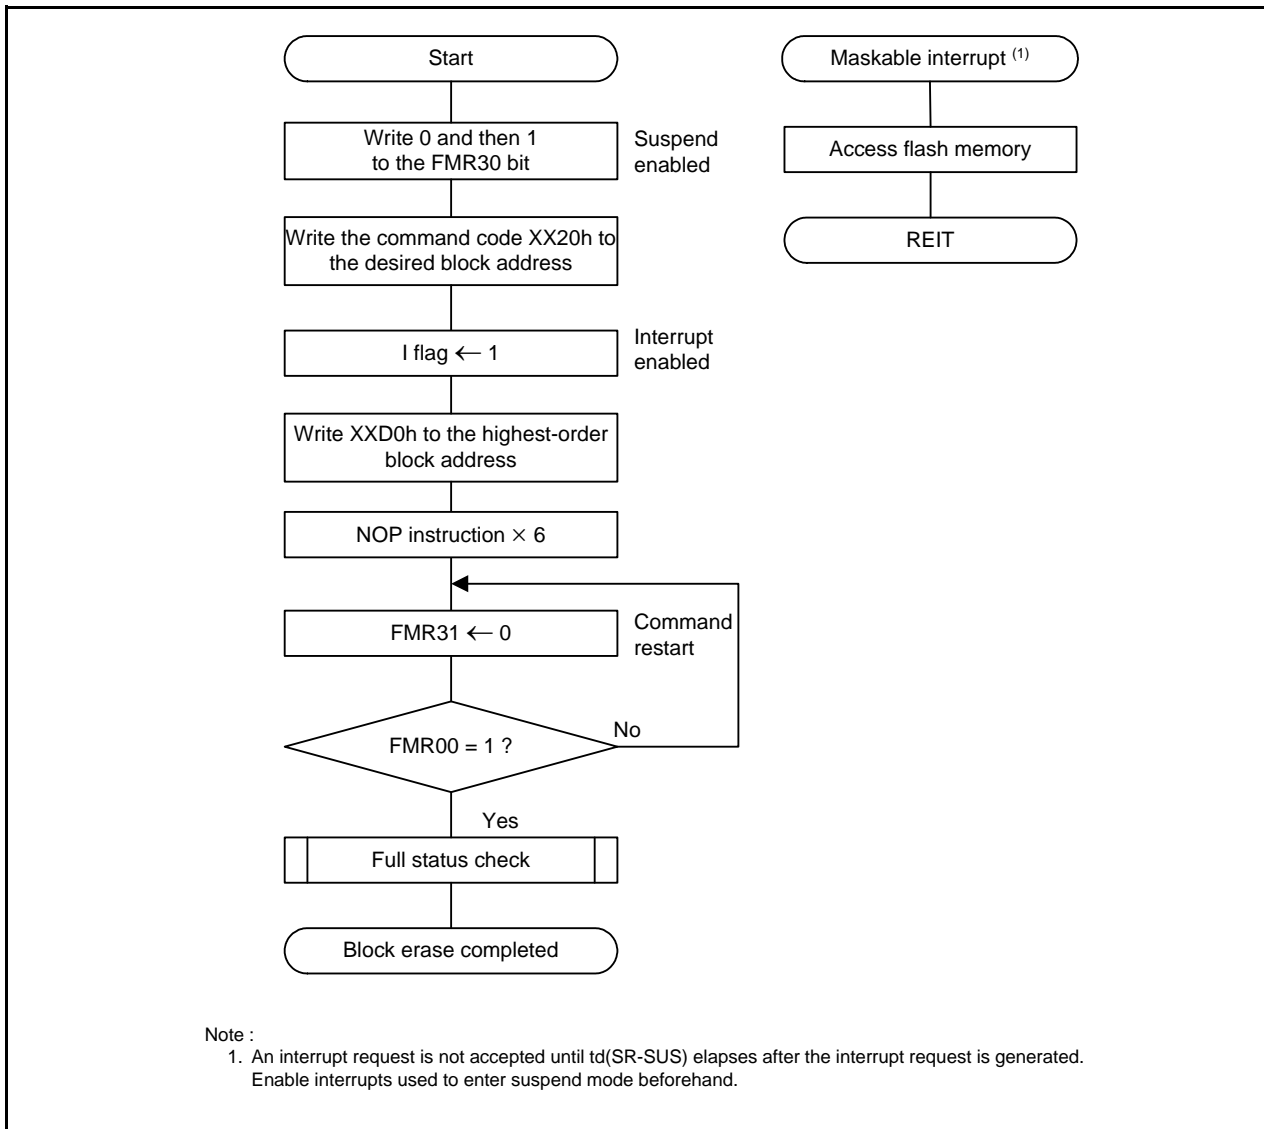 Start
Write 0 and then 1
to the FMR30 bit
Suspend
enabled
Write the command code XX20h to
the desired block address
I flag ← 1
Interrupt
enabled
Write XXD0h to the highest-order
block address
NOP instruction × 6
FMR31 ← 0
Command
restart
FMR00 = 1 ?
No
Yes
Full status check
Block erase completed
Maskable interrupt (1)
Access flash memory
REIT
Note :
1. An interrupt request is not accepted until td(SR-SUS) elapses after the interrupt request is generated.
Enable interrupts used to enter suspend mode beforehand.